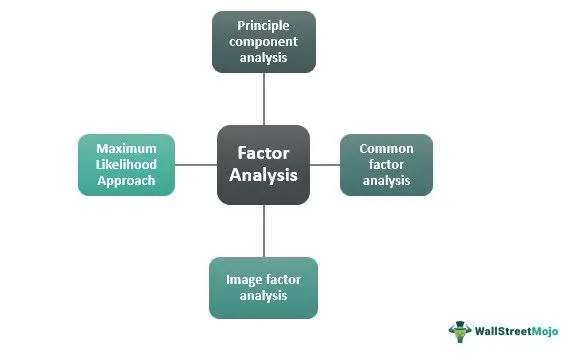 Principle
component
analysis
Maximum
Likelihood
Approach
Factor
Analysis
Common
factor
analysis
Image factor
analysis
WallStreetMojo